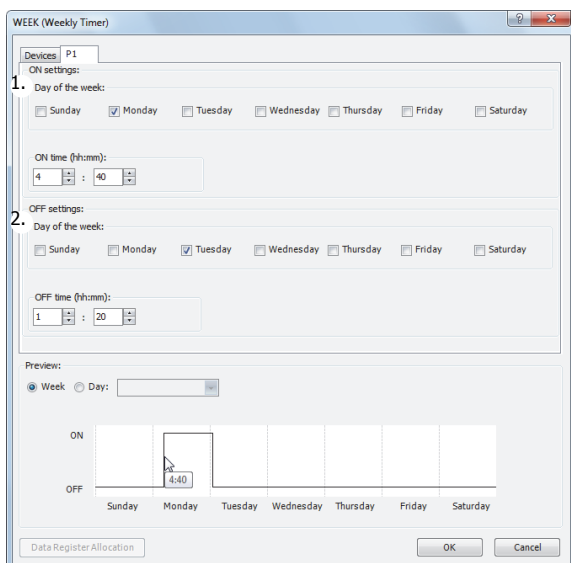 WEEK (Weekly Timer)
Devices P1
ON settings:
1. Day of the week:
Sunday Monday Tuesday Wednesday Thursday Friday Saturday
ON time (hh:mm):
4 : 40
OFF settings:
2. Day of the week:
Sunday Monday Tuesday Wednesday Thursday Friday Saturday
OFF time (hh:mm):
1 : 20
Preview:
Week Day:
ON
4:40
OFF
Sunday Monday Tuesday Wednesday Thursday Friday Saturday
Data Register Allocation OK Cancel